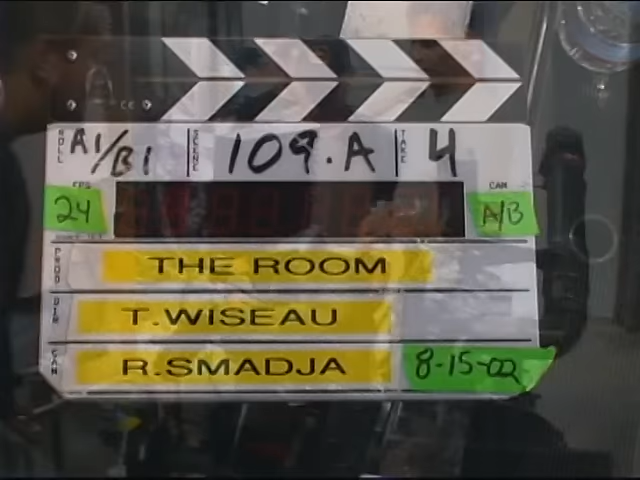 ROLL A1/B1 SCENE 109.A TAKE 4
FPS CAM
24 A/B
PROD THE ROOM
DIR T.WISEAU
CAM R.SMADJA 8-15-02